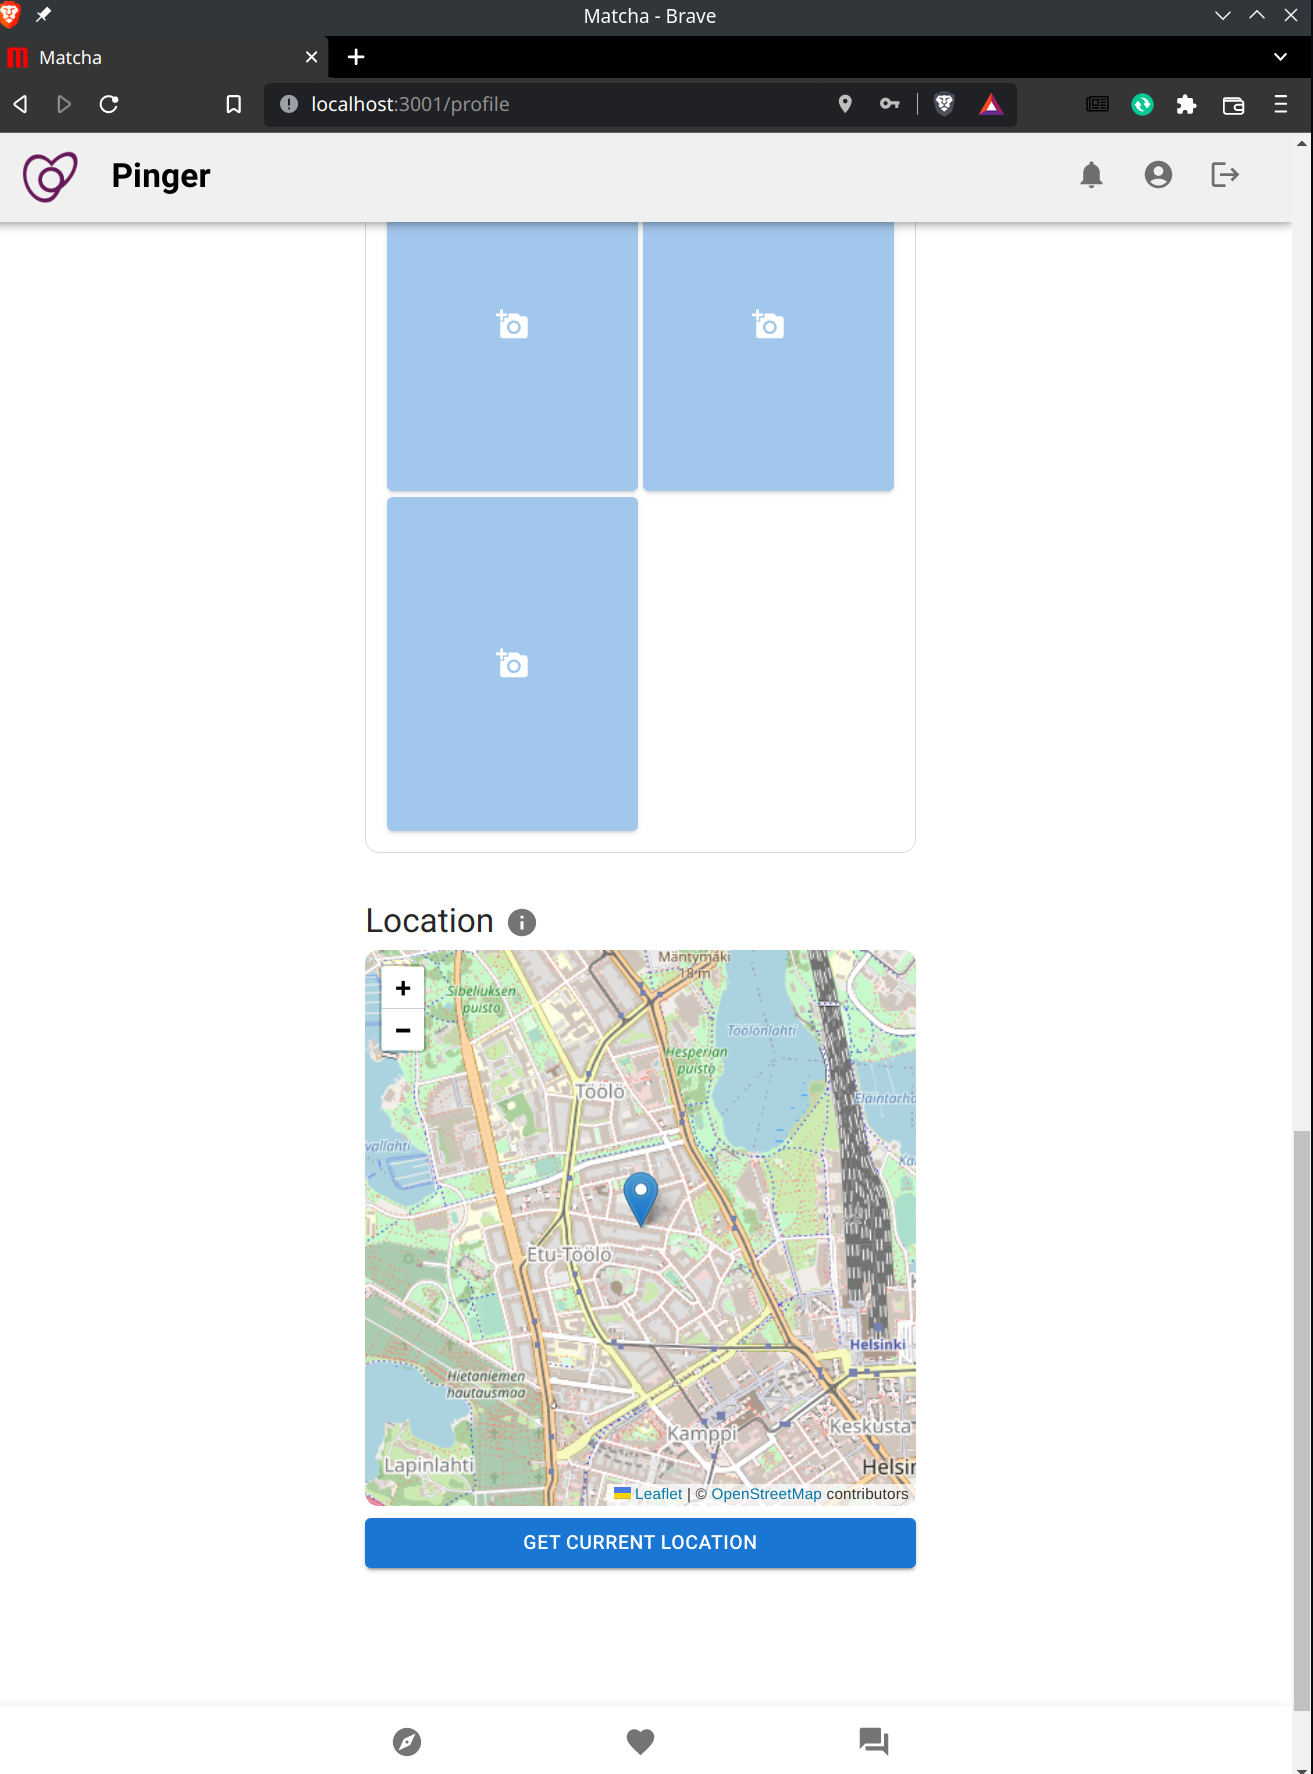 Matcha - Brave
Matcha
localhost:3001/profile
Pinger
Location
+
−
Mäntymäki
18 m
Sibeliuksen
puisto
Töölönlahti
Hesperian
puisto
Töölö
Eläintarha
vallahti
Etu-Töölö
Helsinki
Hietaniemen
hautausmaa
Kamppi
Keskusta
Lapinlahti
Helsin
Leaflet | © OpenStreetMap contributors
GET CURRENT LOCATION